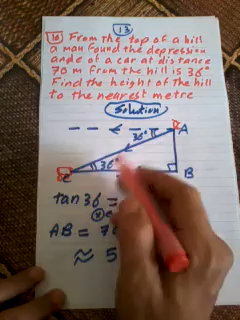 13
10 From the top of a hill
a man found the depression
angle of a car at distance
70 m from the hill is 36°
Find the height of the hill
to the nearest metre
Solution
36° A
36°
C B
tan 36 =
AB = 7
≈ 5